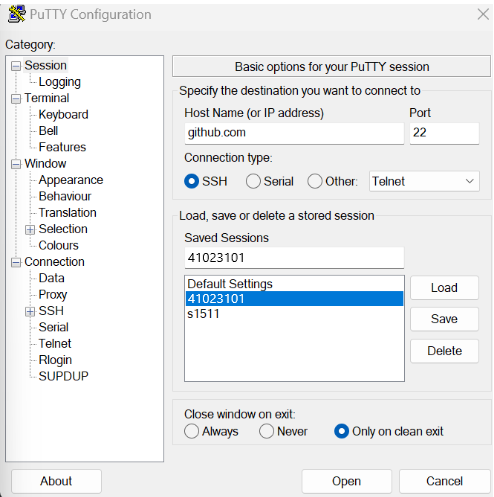 PuTTY Configuration
Category:
Session
Logging
Terminal
Keyboard
Bell
Features
Window
Appearance
Behaviour
Translation
Selection
Colours
Connection
Data
Proxy
SSH
Serial
Telnet
Rlogin
SUPDUP
Basic options for your PuTTY session
Specify the destination you want to connect to
Host Name (or IP address) Port
github.com 22
Connection type:
SSH Serial Other: Telnet
Load, save or delete a stored session
Saved Sessions
41023101
Default Settings
41023101
s1511
Load
Save
Delete
Close window on exit:
Always Never Only on clean exit
About Open Cancel